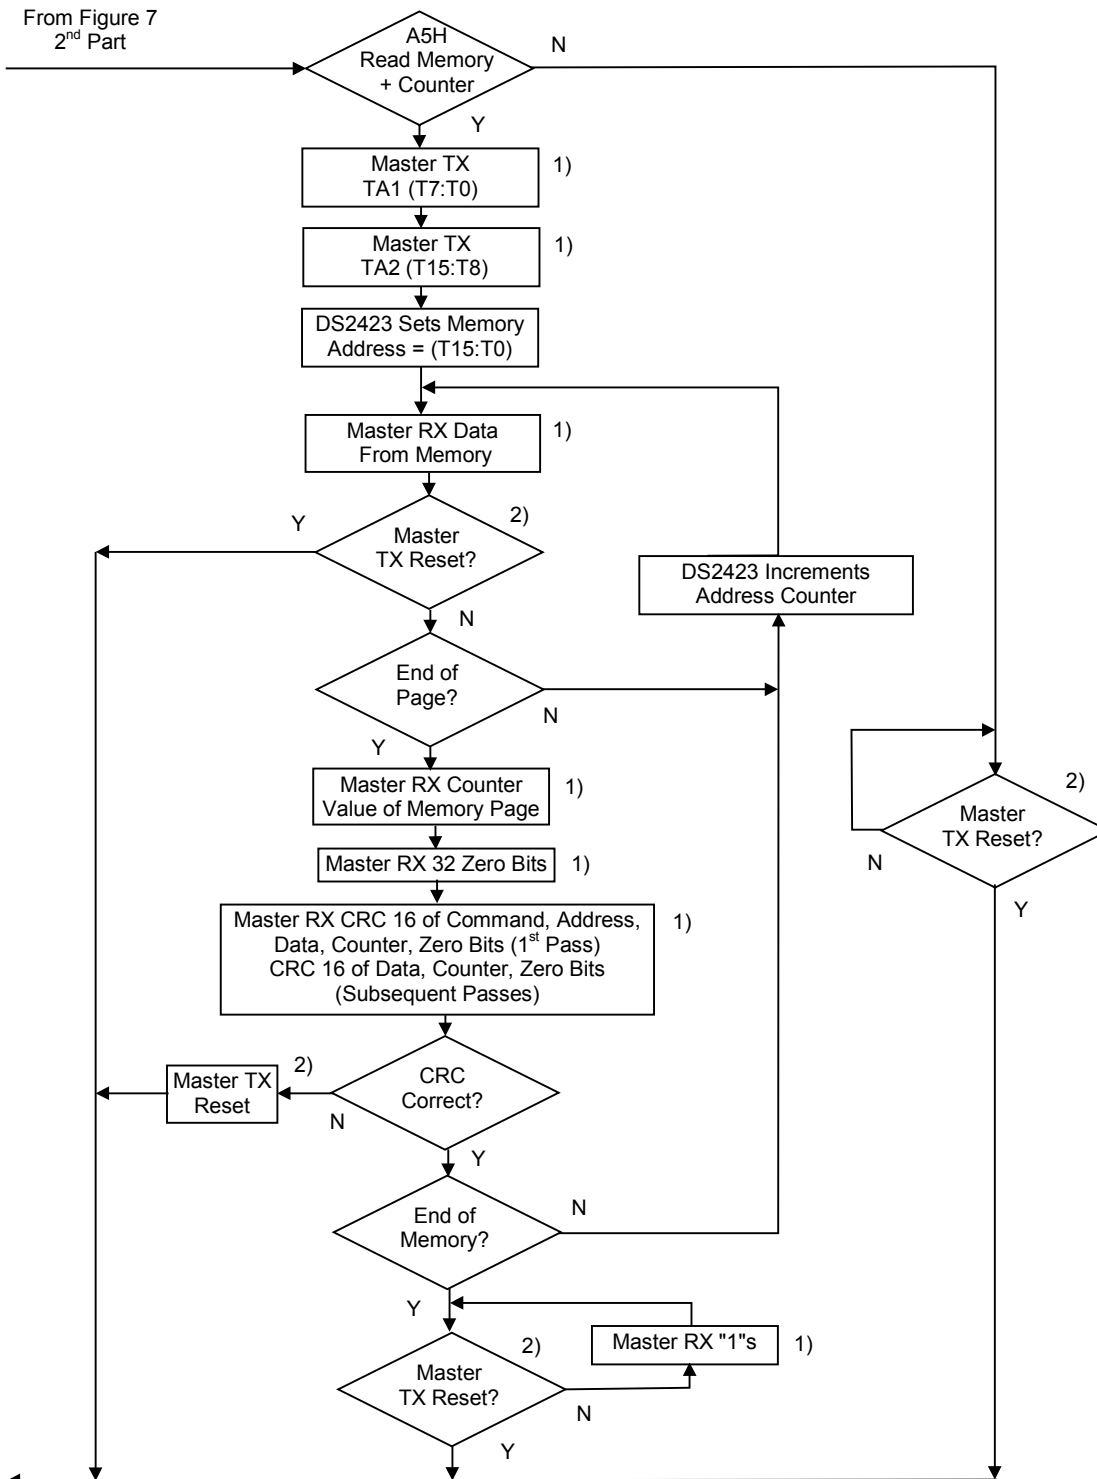 From Figure 7
2nd Part
A5H
Read Memory
+ Counter
N
Y
Master TX
TA1 (T7:T0)
1)
Master TX
TA2 (T15:T8)
1)
DS2423 Sets Memory
Address = (T15:T0)
Master RX Data
From Memory
1)
Y
Master
TX Reset?
2)
N
DS2423 Increments
Address Counter
End of
Page?
N
Y
Master RX Counter
Value of Memory Page
1)
Master RX 32 Zero Bits
1)
Master
TX Reset?
2)
N
Y
Master RX CRC 16 of Command, Address,
Data, Counter, Zero Bits (1st Pass)
CRC 16 of Data, Counter, Zero Bits
(Subsequent Passes)
1)
CRC
Correct?
N
Master TX
Reset
2)
Y
End of
Memory?
N
Y
Master
TX Reset?
2)
N
Master RX "1"s
1)
Y